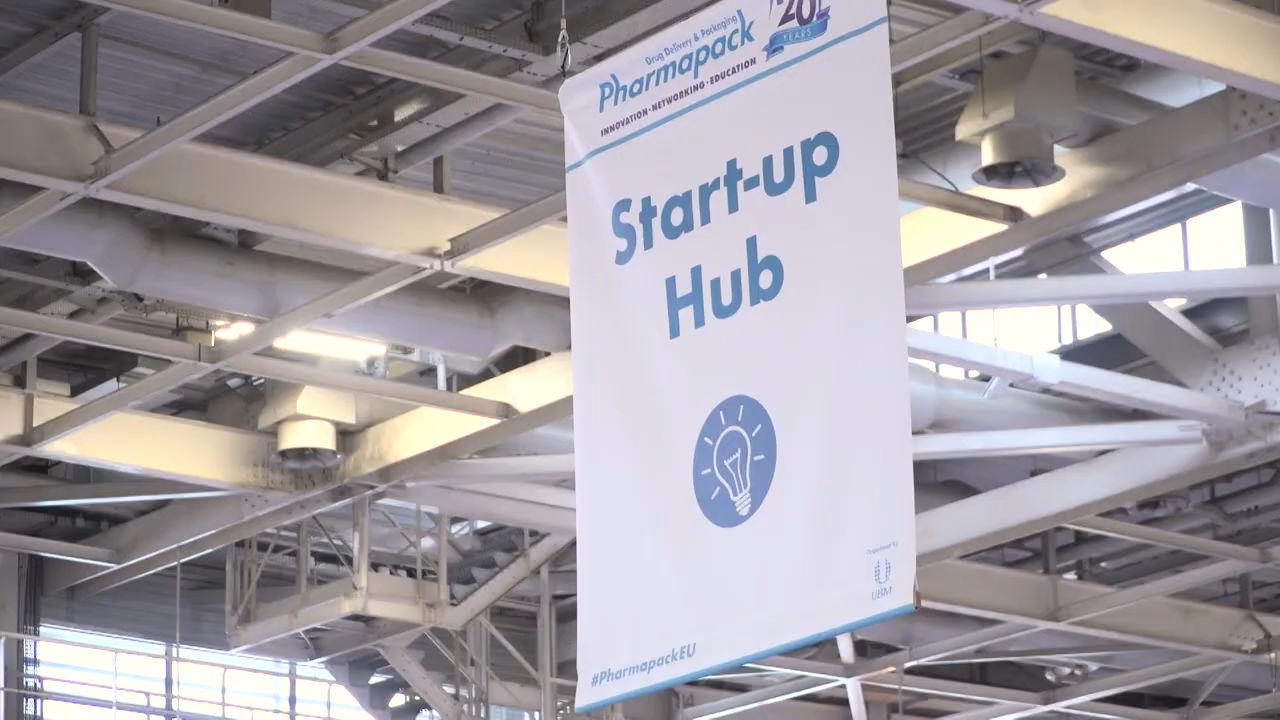 Drug Delivery & Packaging
Pharmapack
20
YEARS
INNOVATION•NETWORKING•EDUCATION
Start-up
Hub
UBM
#PharmapackEU